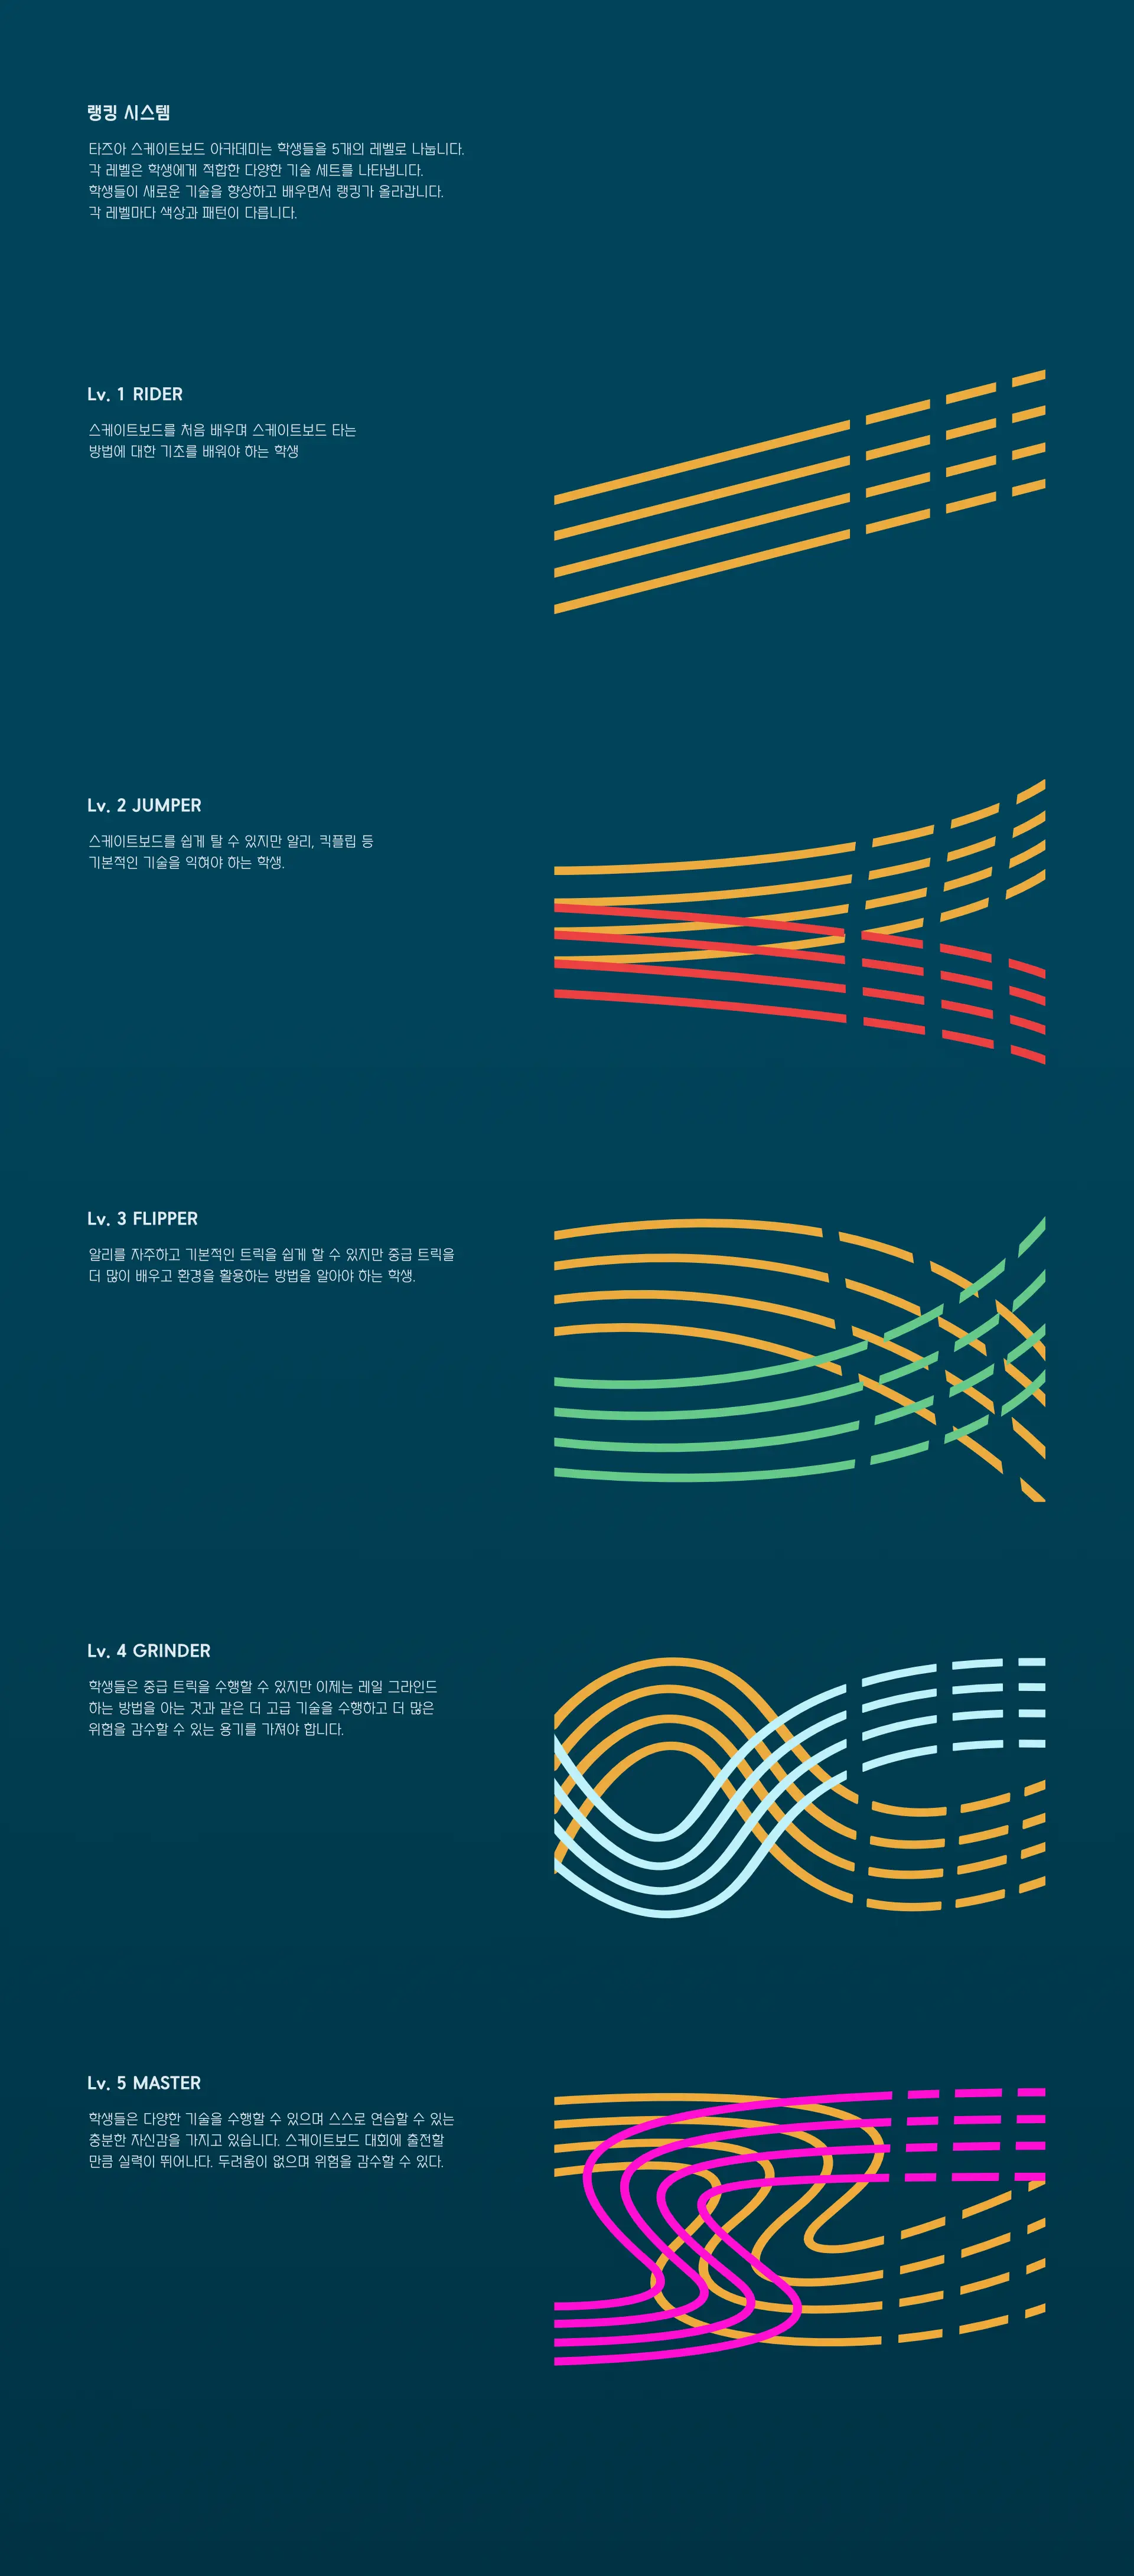 랭킹 시스템
타즈아 스케이트보드 아카데미는 학생들을 5개의 레벨로 나눕니다.
각 레벨은 학생에게 적합한 다양한 기술 세트를 나타냅니다.
학생들이 새로운 기술을 향상하고 배우면서 랭킹가 올라갑니다.
각 레벨마다 색상과 패턴이 다릅니다.
Lv. 1 RIDER
스케이트보드를 처음 배우며 스케이트보드 타는
방법에 대한 기초를 배워야 하는 학생
Lv. 2 JUMPER
스케이트보드를 쉽게 탈 수 있지만 알리, 킥플립 등
기본적인 기술을 익혀야 하는 학생.
Lv. 3 FLIPPER
알리를 자주하고 기본적인 트릭을 쉽게 할 수 있지만 중급 트릭을
더 많이 배우고 환경을 활용하는 방법을 알아야 하는 학생.
Lv. 4 GRINDER
학생들은 중급 트릭을 수행할 수 있지만 이제는 레일 그라인드
하는 방법을 아는 것과 같은 더 고급 기술을 수행하고 더 많은
위험을 감수할 수 있는 용기를 가져야 합니다.
Lv. 5 MASTER
학생들은 다양한 기술을 수행할 수 있으며 스스로 연습할 수 있는
충분한 자신감을 가지고 있습니다. 스케이트보드 대회에 출전할
만큼 실력이 뛰어나다. 두려움이 없으며 위험을 감수할 수 있다.